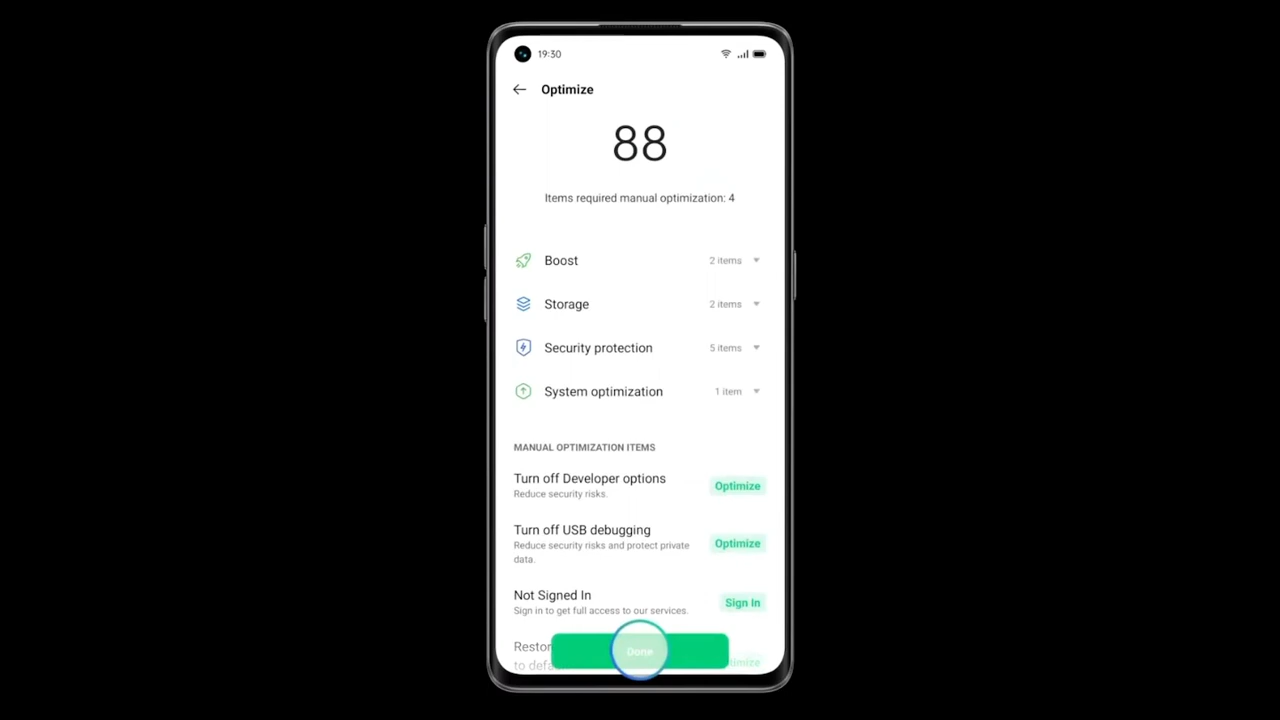 19:30
Optimize
88
Items required manual optimization: 4
Boost 2 items
Storage 2 items
Security protection 5 items
System optimization 1 item
MANUAL OPTIMIZATION ITEMS
Turn off Developer options
Reduce security risks.
Optimize
Turn off USB debugging
Reduce security risks and protect private
data.
Optimize
Not Signed In
Sign in to get full access to our services.
Sign In
Done